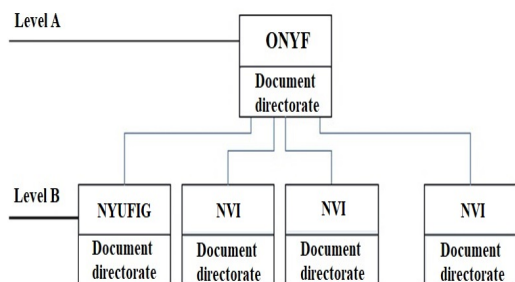 Level A
ONYF
Document
directorate
Level B
NYUFIG
NVI
NVI
NVI
Document
directorate
Document
directorate
Document
directorate
Document
directorate